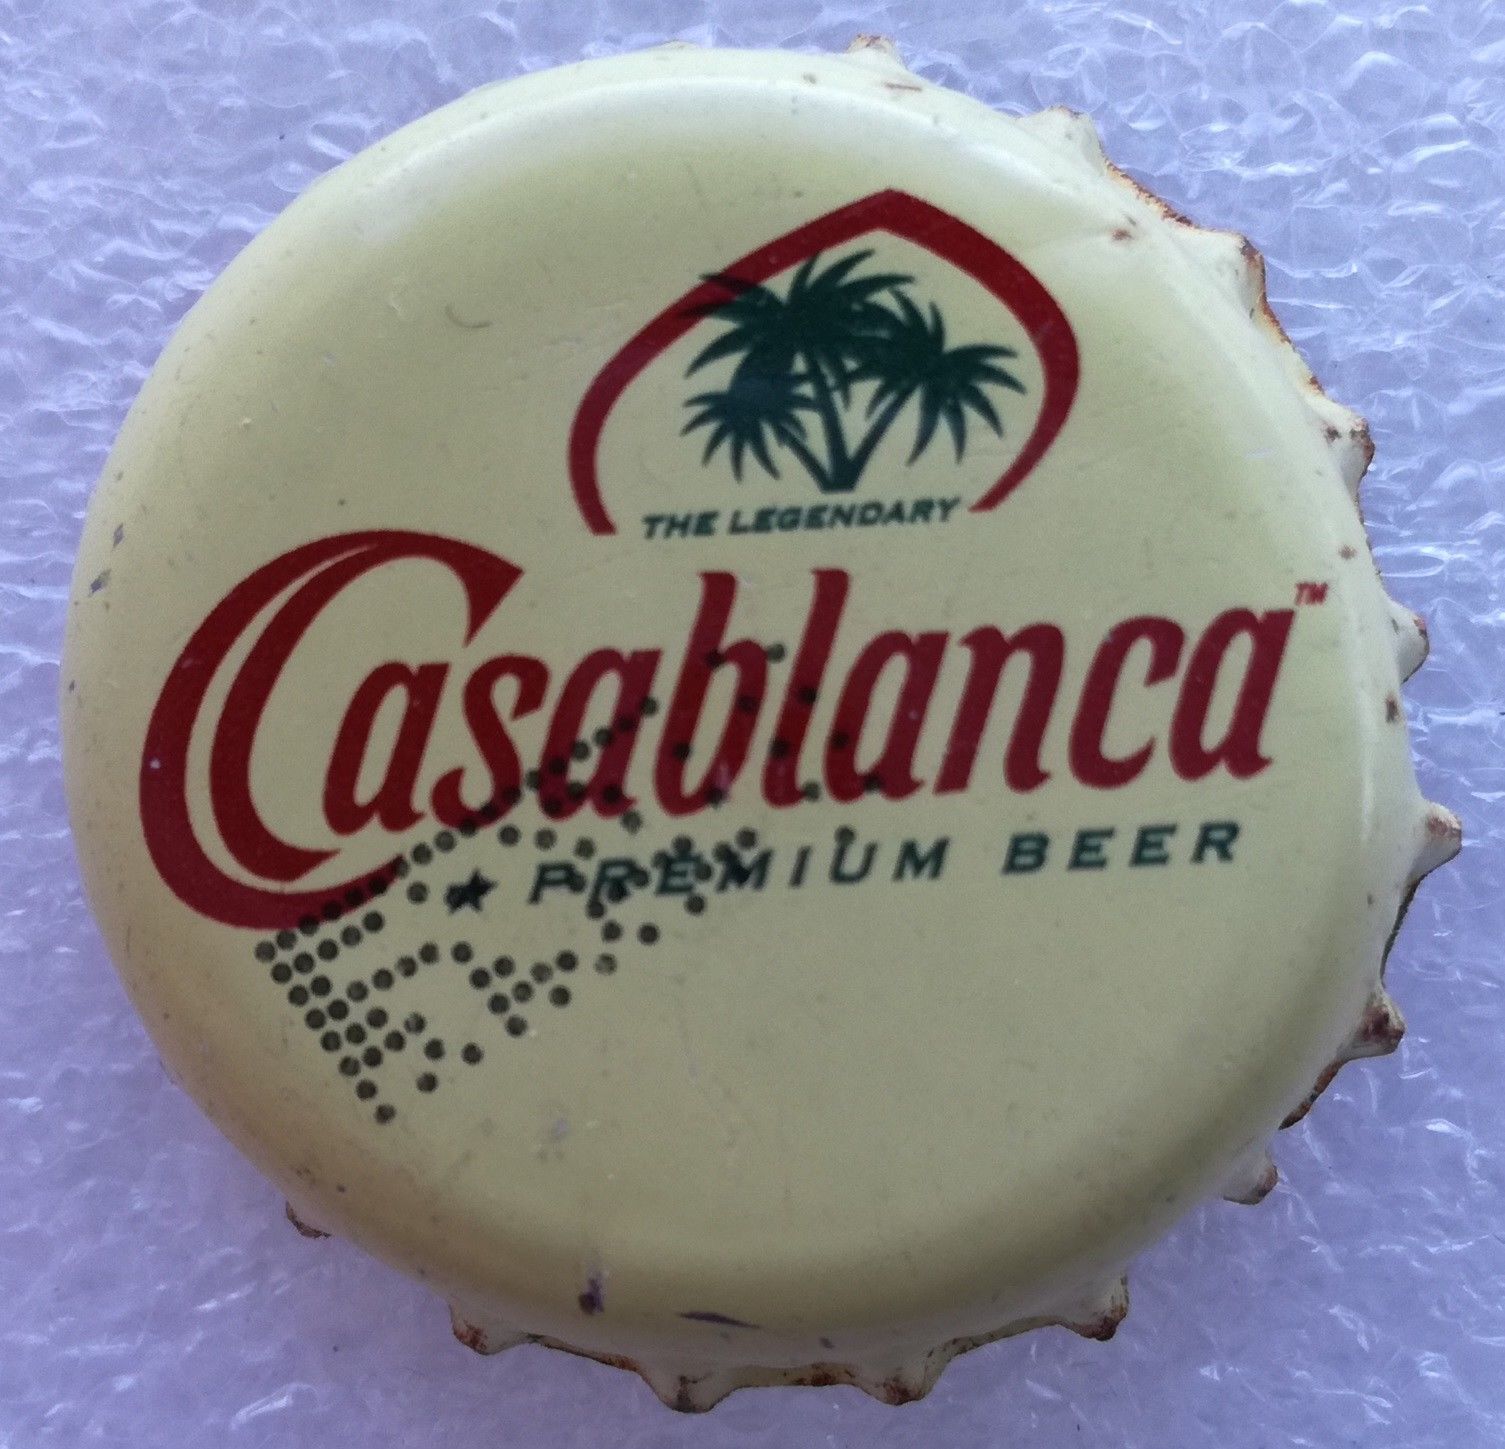 THE LEGENDARY
Casablanca™
★ PREMIUM BEER